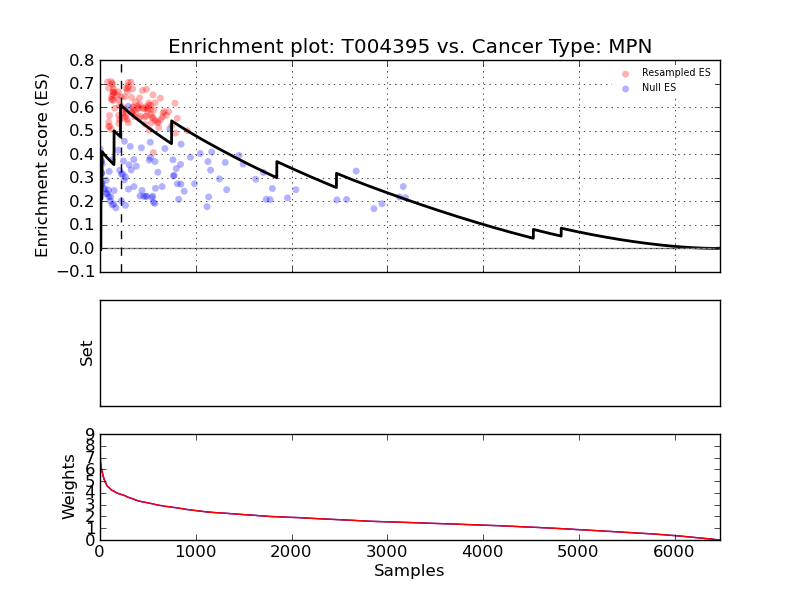 Enrichment plot: T004395 vs. Cancer Type: MPN
Enrichment score (ES)
0.8
0.7
0.6
0.5
0.4
0.3
0.2
0.1
0.0
−0.1
Resampled ES
Null ES
Set
Weights
9
8
7
6
5
4
3
2
1
0
0 1000 2000 3000 4000 5000 6000
Samples